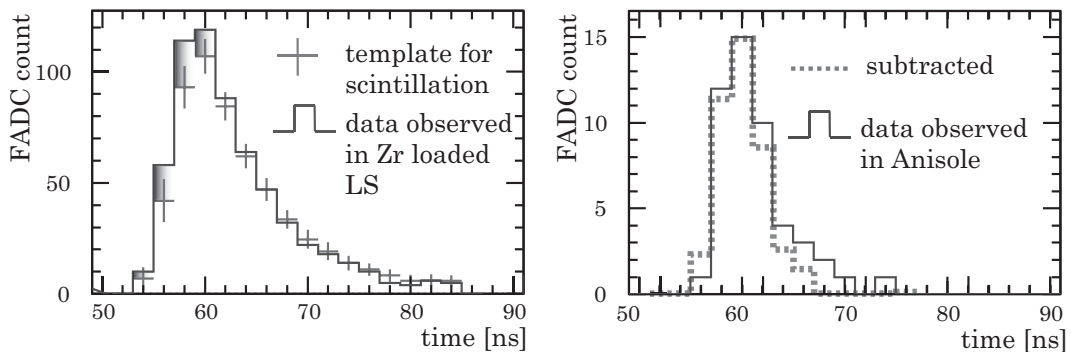 FADC count
100
50
0
template for
scintillation
data observed
in Zr loaded
LS
50 60 70 80 90
time [ns]
FADC count
15
10
5
0
subtracted
data observed
in Anisole
50 60 70 80 90
time [ns]